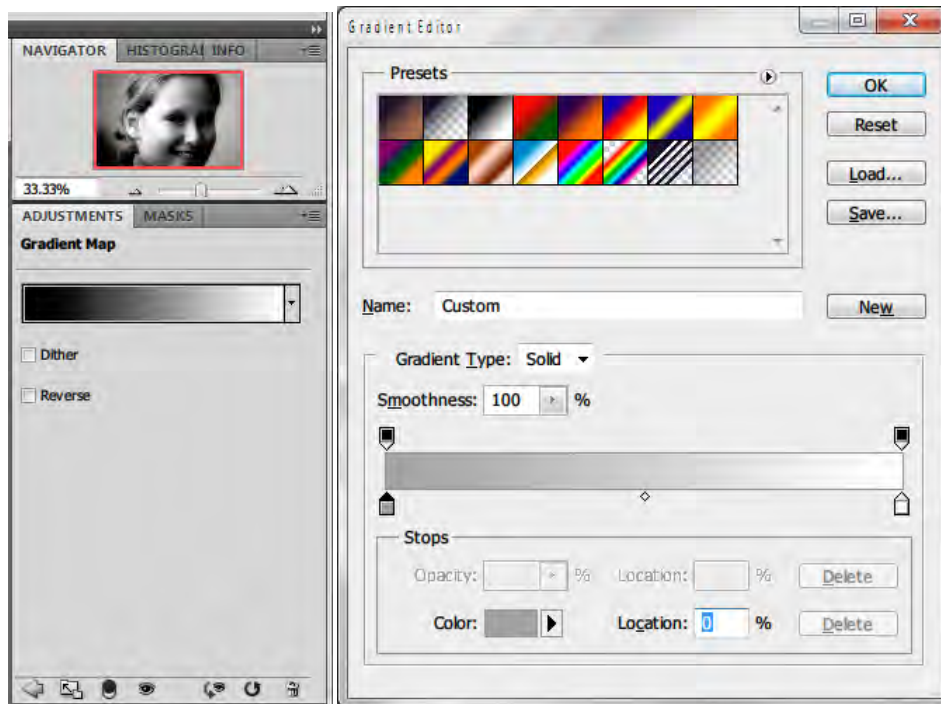 NAVIGATOR HISTOGRAI INFO
33.33%
ADJUSTMENTS MASKS
Gradient Map
Dither
Reverse
Gradient Editor
Presets
OK
Reset
Load...
Save...
Name: Custom
New
Gradient Type: Solid
Smoothness: 100 %
Stops
Opacity: % Location: % Delete
Color: Location: 0 % Delete